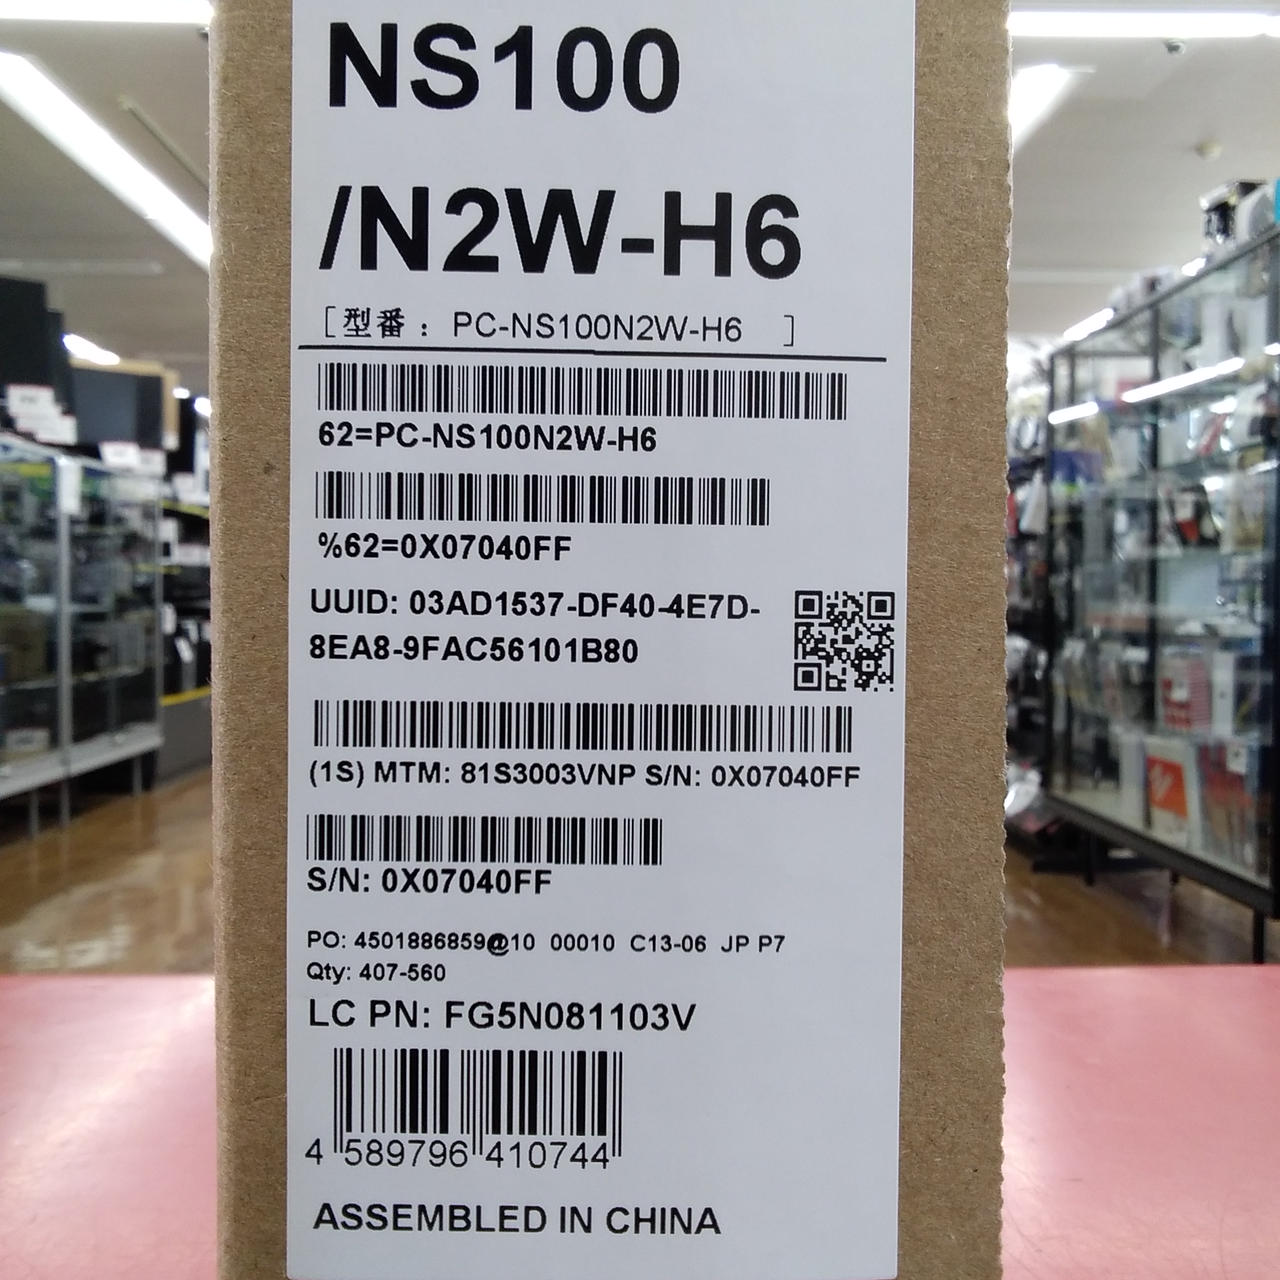 NS100
/N2W-H6
[型番： PC-NS100N2W-H6 ]
62=PC-NS100N2W-H6
%62=0X07040FF
UUID: 03AD1537-DF40-4E7D-
8EA8-9FAC56101B80
(1S) MTM: 81S3003VNP S/N: 0X07040FF
S/N: 0X07040FF
PO: 4501886859@10 00010 C13-06 JP P7
Qty: 407-560
LC PN: FG5N081103V
4 589796 410744
ASSEMBLED IN CHINA